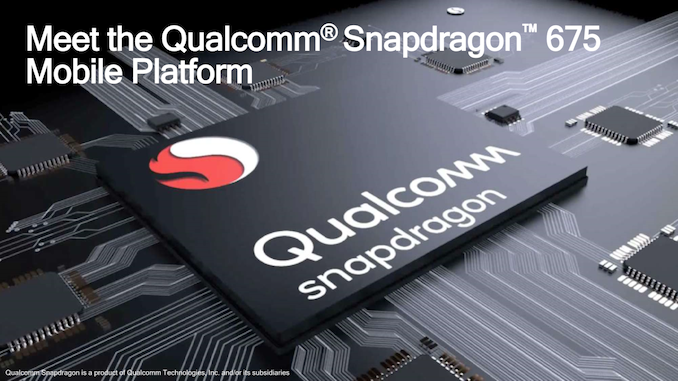 Meet the Qualcomm® Snapdragon™ 675
Mobile Platform
Qualcomm
snapdragon
Qualcomm Snapdragon is a product of Qualcomm Technologies, Inc. and/or its subsidiaries